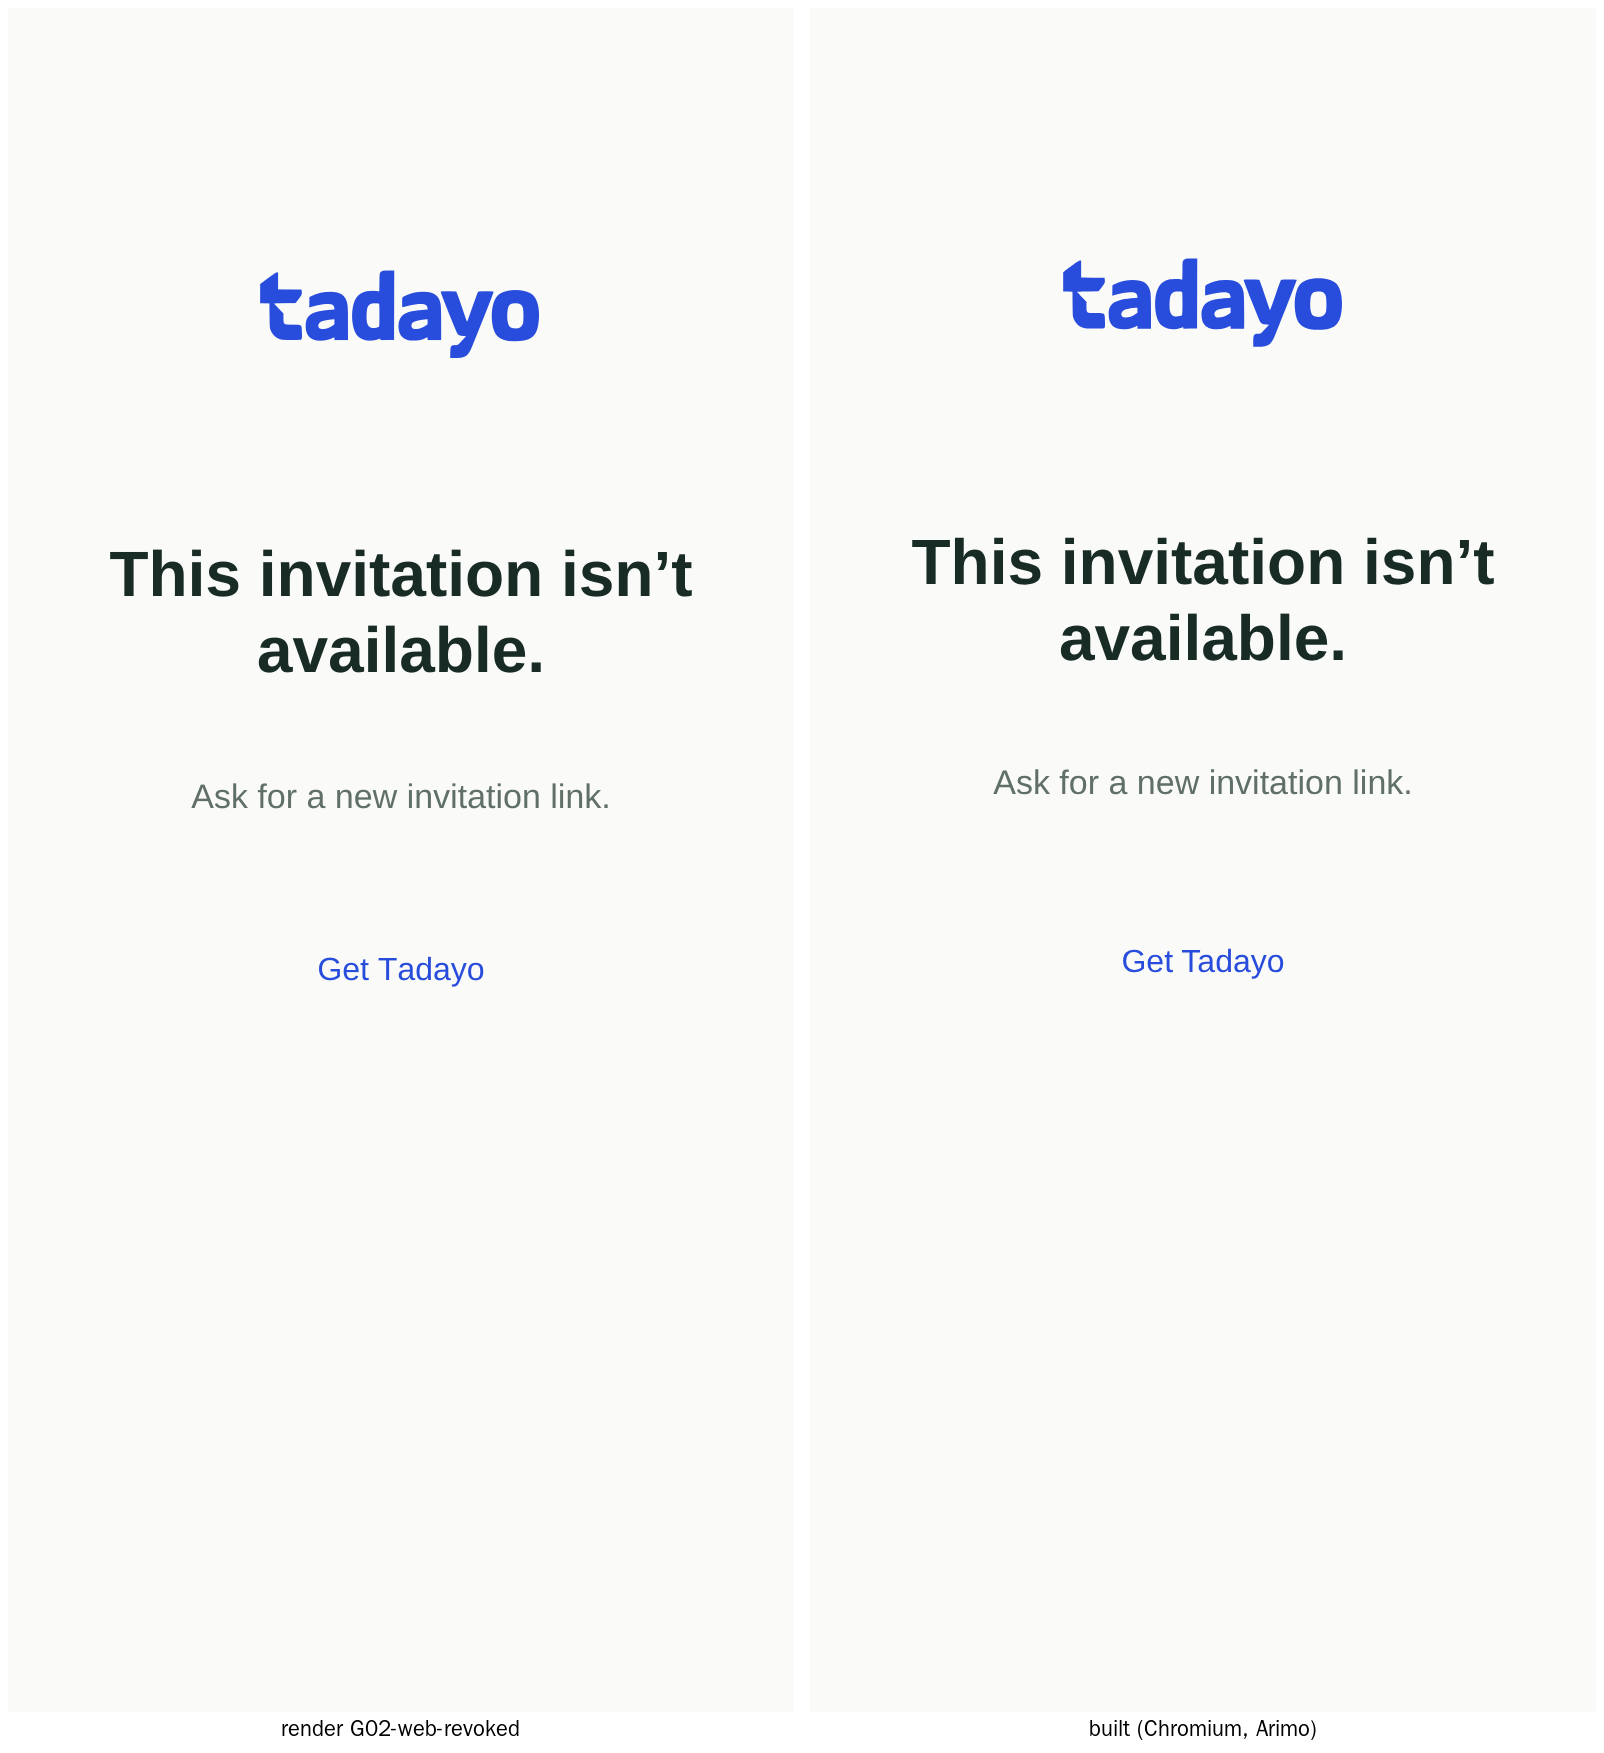 tadayo
This invitation isn’t
available.
Ask for a new invitation link.
Get Tadayo
render G02-web-revoked
tadayo
This invitation isn’t
available.
Ask for a new invitation link.
Get Tadayo
built (Chromium, Arimo)